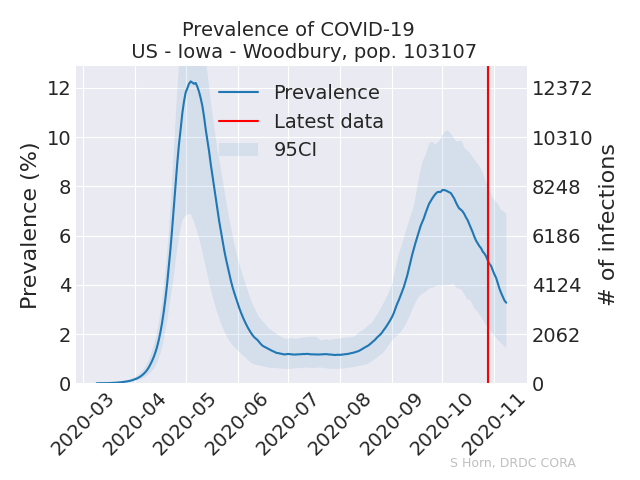 Prevalence of COVID-19
US - Iowa - Woodbury, pop. 103107
Prevalence (%)
12
10
8
6
4
2
0
Prevalence
Latest data
95CI
12372
10310
8248
6186
4124
2062
0
# of infections
2020-03
2020-04
2020-05
2020-06
2020-07
2020-08
2020-09
2020-10
2020-11
S Horn, DRDC CORA